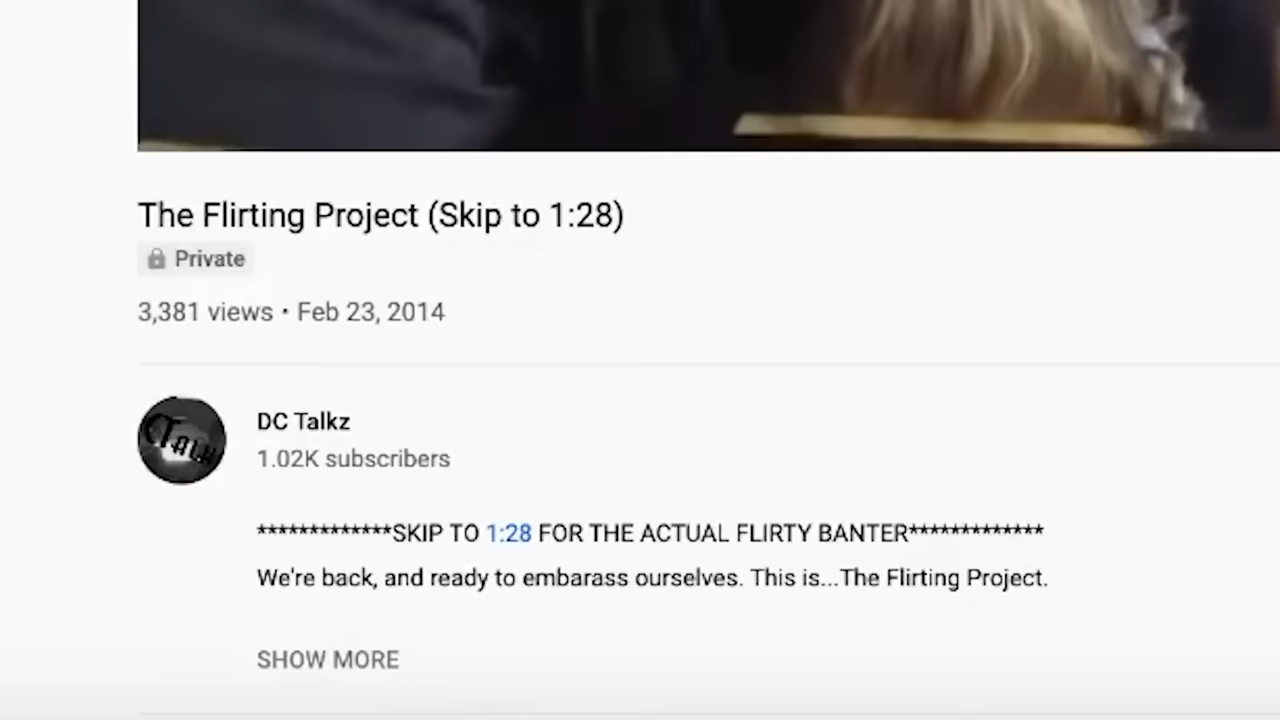 The Flirting Project (Skip to 1:28)
Private
3,381 views • Feb 23, 2014
DC Talkz
1.02K subscribers
*************SKIP TO 1:28 FOR THE ACTUAL FLIRTY BANTER*************
We're back, and ready to embarass ourselves. This is...The Flirting Project.
SHOW MORE